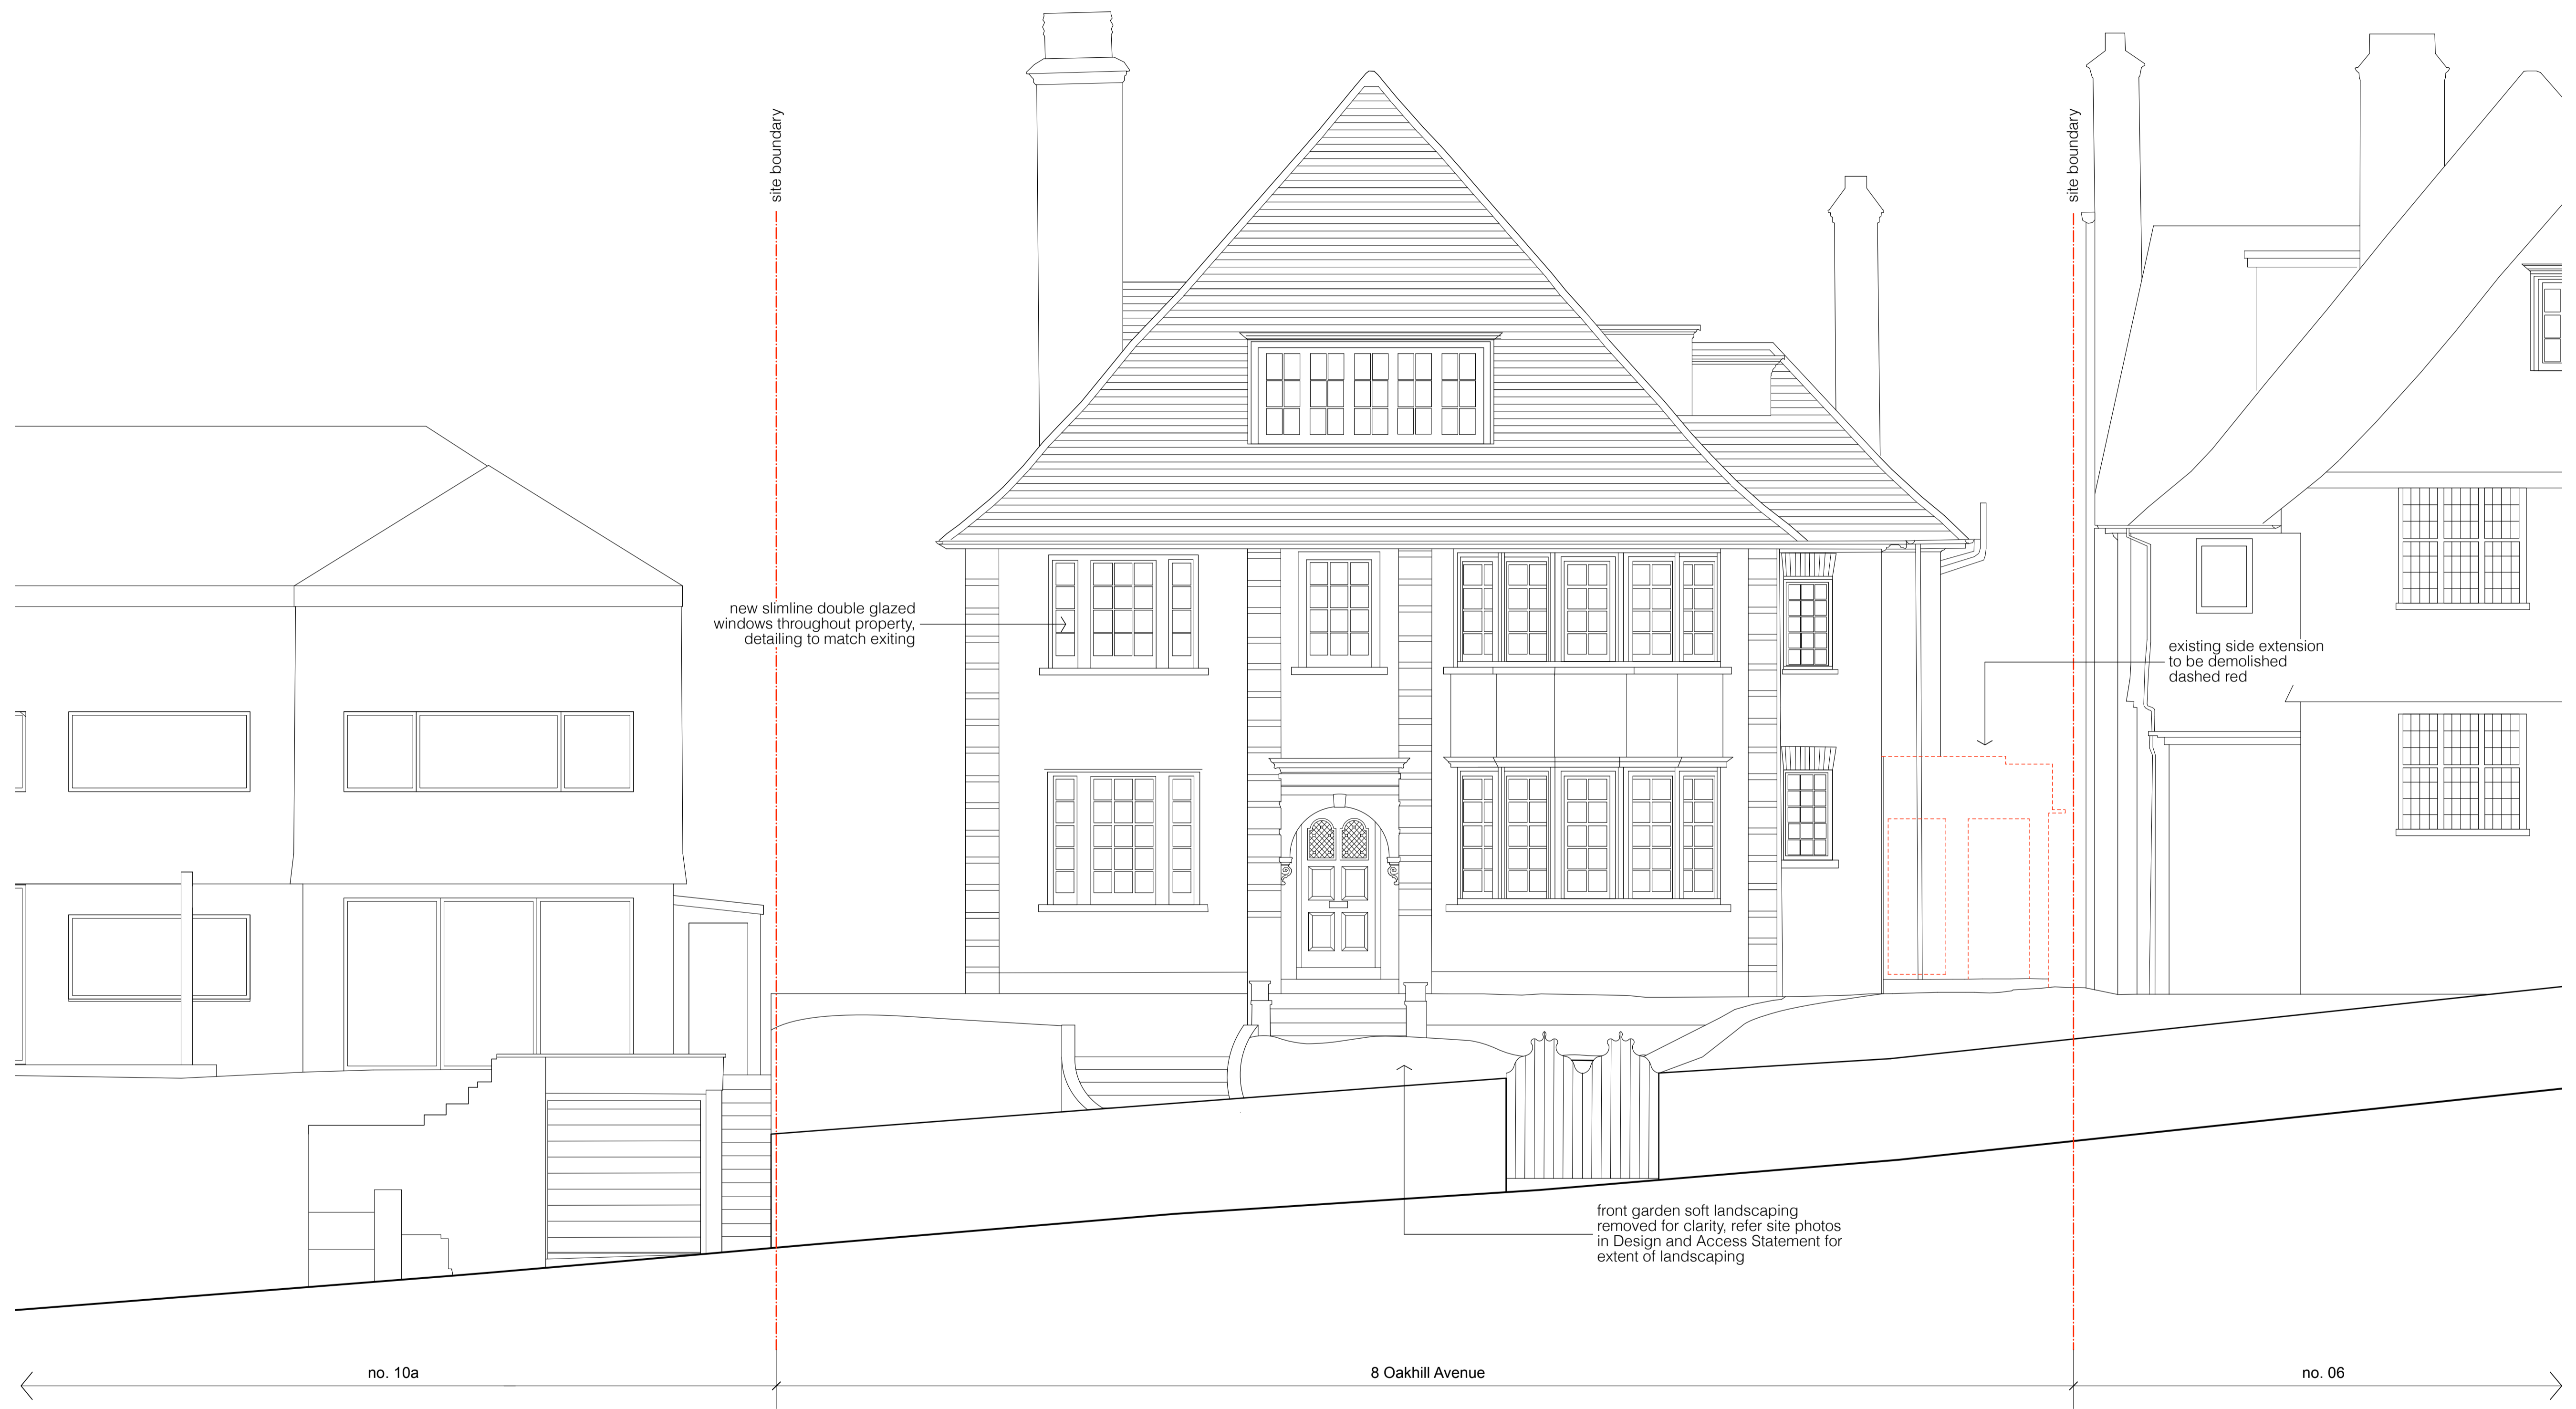 site boundary
site boundary
new slimline double glazed
windows throughout property,
detailing to match exiting
existing side extension
to be demolished
dashed red
front garden soft landscaping
removed for clarity, refer site photos
in Design and Access Statement for
extent of landscaping
no. 10a
8 Oakhill Avenue
no. 06